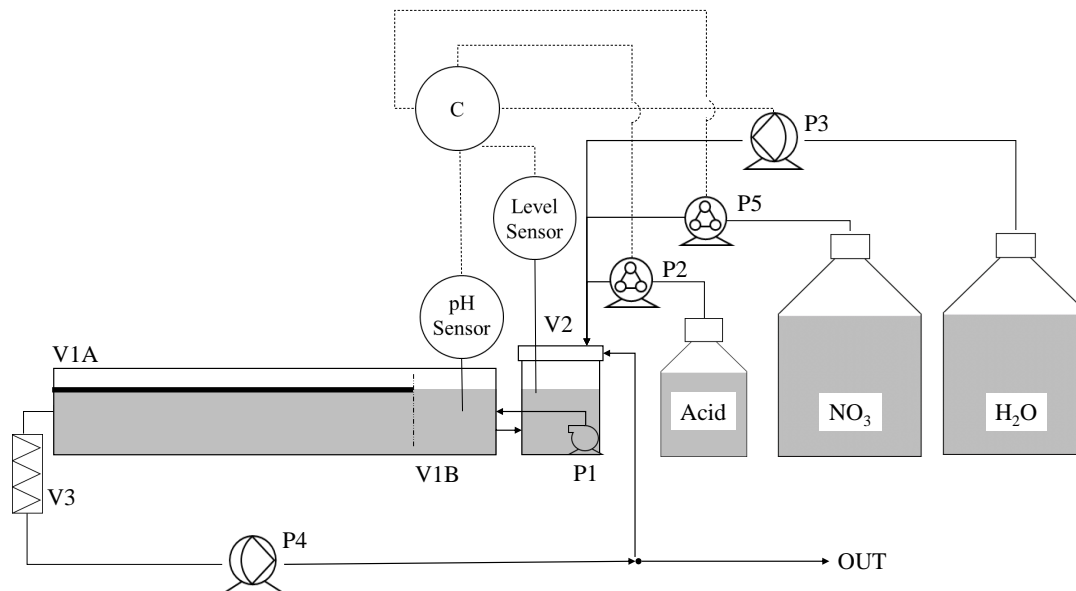 C
P3
Level
Sensor
P5
P2
pH
Sensor
V2
V1A
Acid
NO₃
H₂O
V1B
P1
V3
P4
OUT